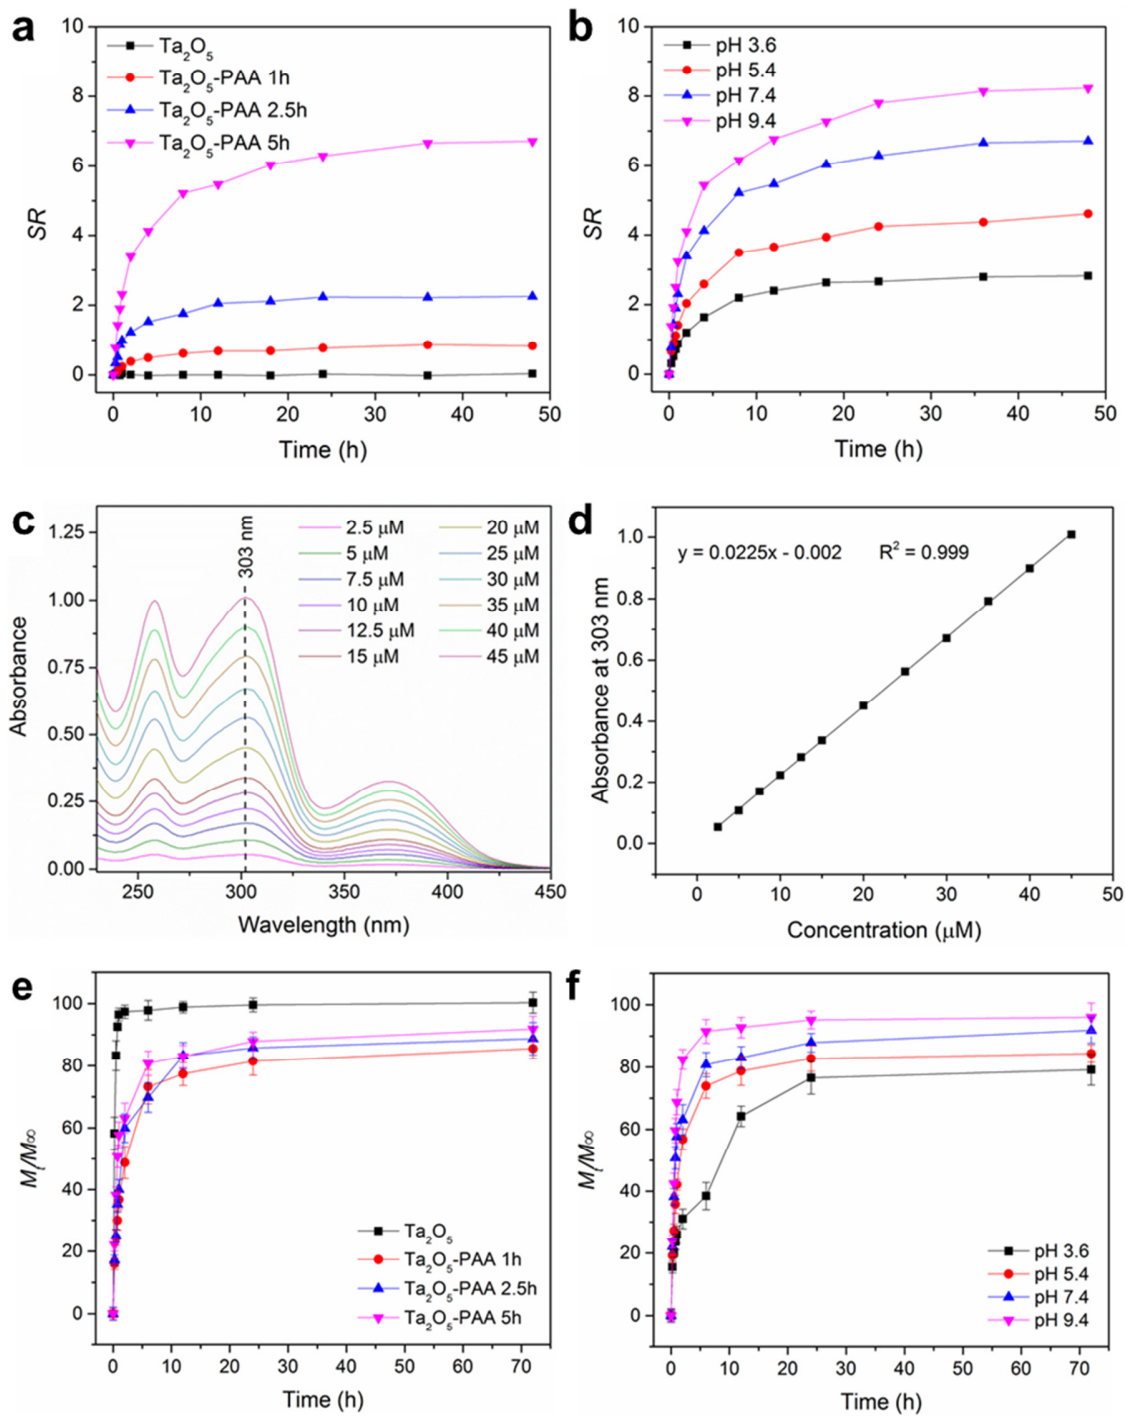 a
10
8
6
4
2
0
SR
Ta2O5
Ta2O5-PAA 1h
Ta2O5-PAA 2.5h
Ta2O5-PAA 5h
0 10 20 30 40 50
Time (h)
b
10
8
6
4
2
0
SR
pH 3.6
pH 5.4
pH 7.4
pH 9.4
0 10 20 30 40 50
Time (h)
c
1.25
1.00
0.75
0.50
0.25
0.00
Absorbance
303 nm
2.5 μM
5 μM
7.5 μM
10 μM
12.5 μM
15 μM
20 μM
25 μM
30 μM
35 μM
40 μM
45 μM
250 300 350 400 450
Wavelength (nm)
d
1.0
0.8
0.6
0.4
0.2
0.0
Absorbance at 303 nm
y = 0.0225x - 0.002 R2 = 0.999
0 10 20 30 40 50
Concentration (μM)
e
100
80
60
40
20
0
Mt/M∞
Ta2O5
Ta2O5-PAA 1h
Ta2O5-PAA 2.5h
Ta2O5-PAA 5h
0 10 20 30 40 50 60 70
Time (h)
f
100
80
60
40
20
0
Mt/M∞
pH 3.6
pH 5.4
pH 7.4
pH 9.4
0 10 20 30 40 50 60 70
Time (h)